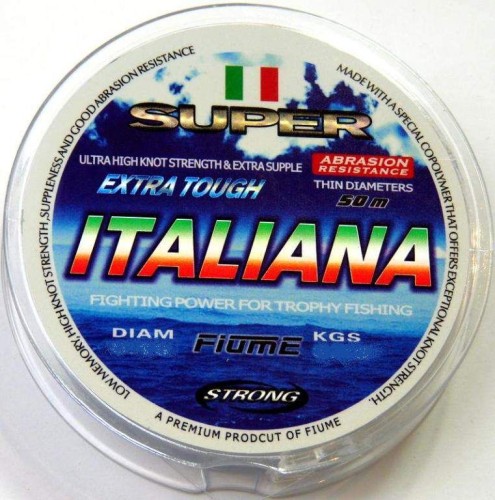 LOW MEMORY, HIGH KNOT STRENGTH, SUPPLENESS AND GOOD ABRASION RESISTANCE
MADE WITH A SPECIAL COPOLYMER THAT OFFERS EXCEPTIONAL KNOT STRENGTH,
SUPER
ULTRA HIGH KNOT STRENGTH & EXTRA SUPPLE
ABRASION
RESISTANCE
EXTRA TOUGH
THIN DIAMETERS
50 m
ITALIANA
FIGHTING POWER FOR TROPHY FISHING
DIAM
FIUME
KGS
STRONG
A PREMIUM PRODCUT OF FIUME